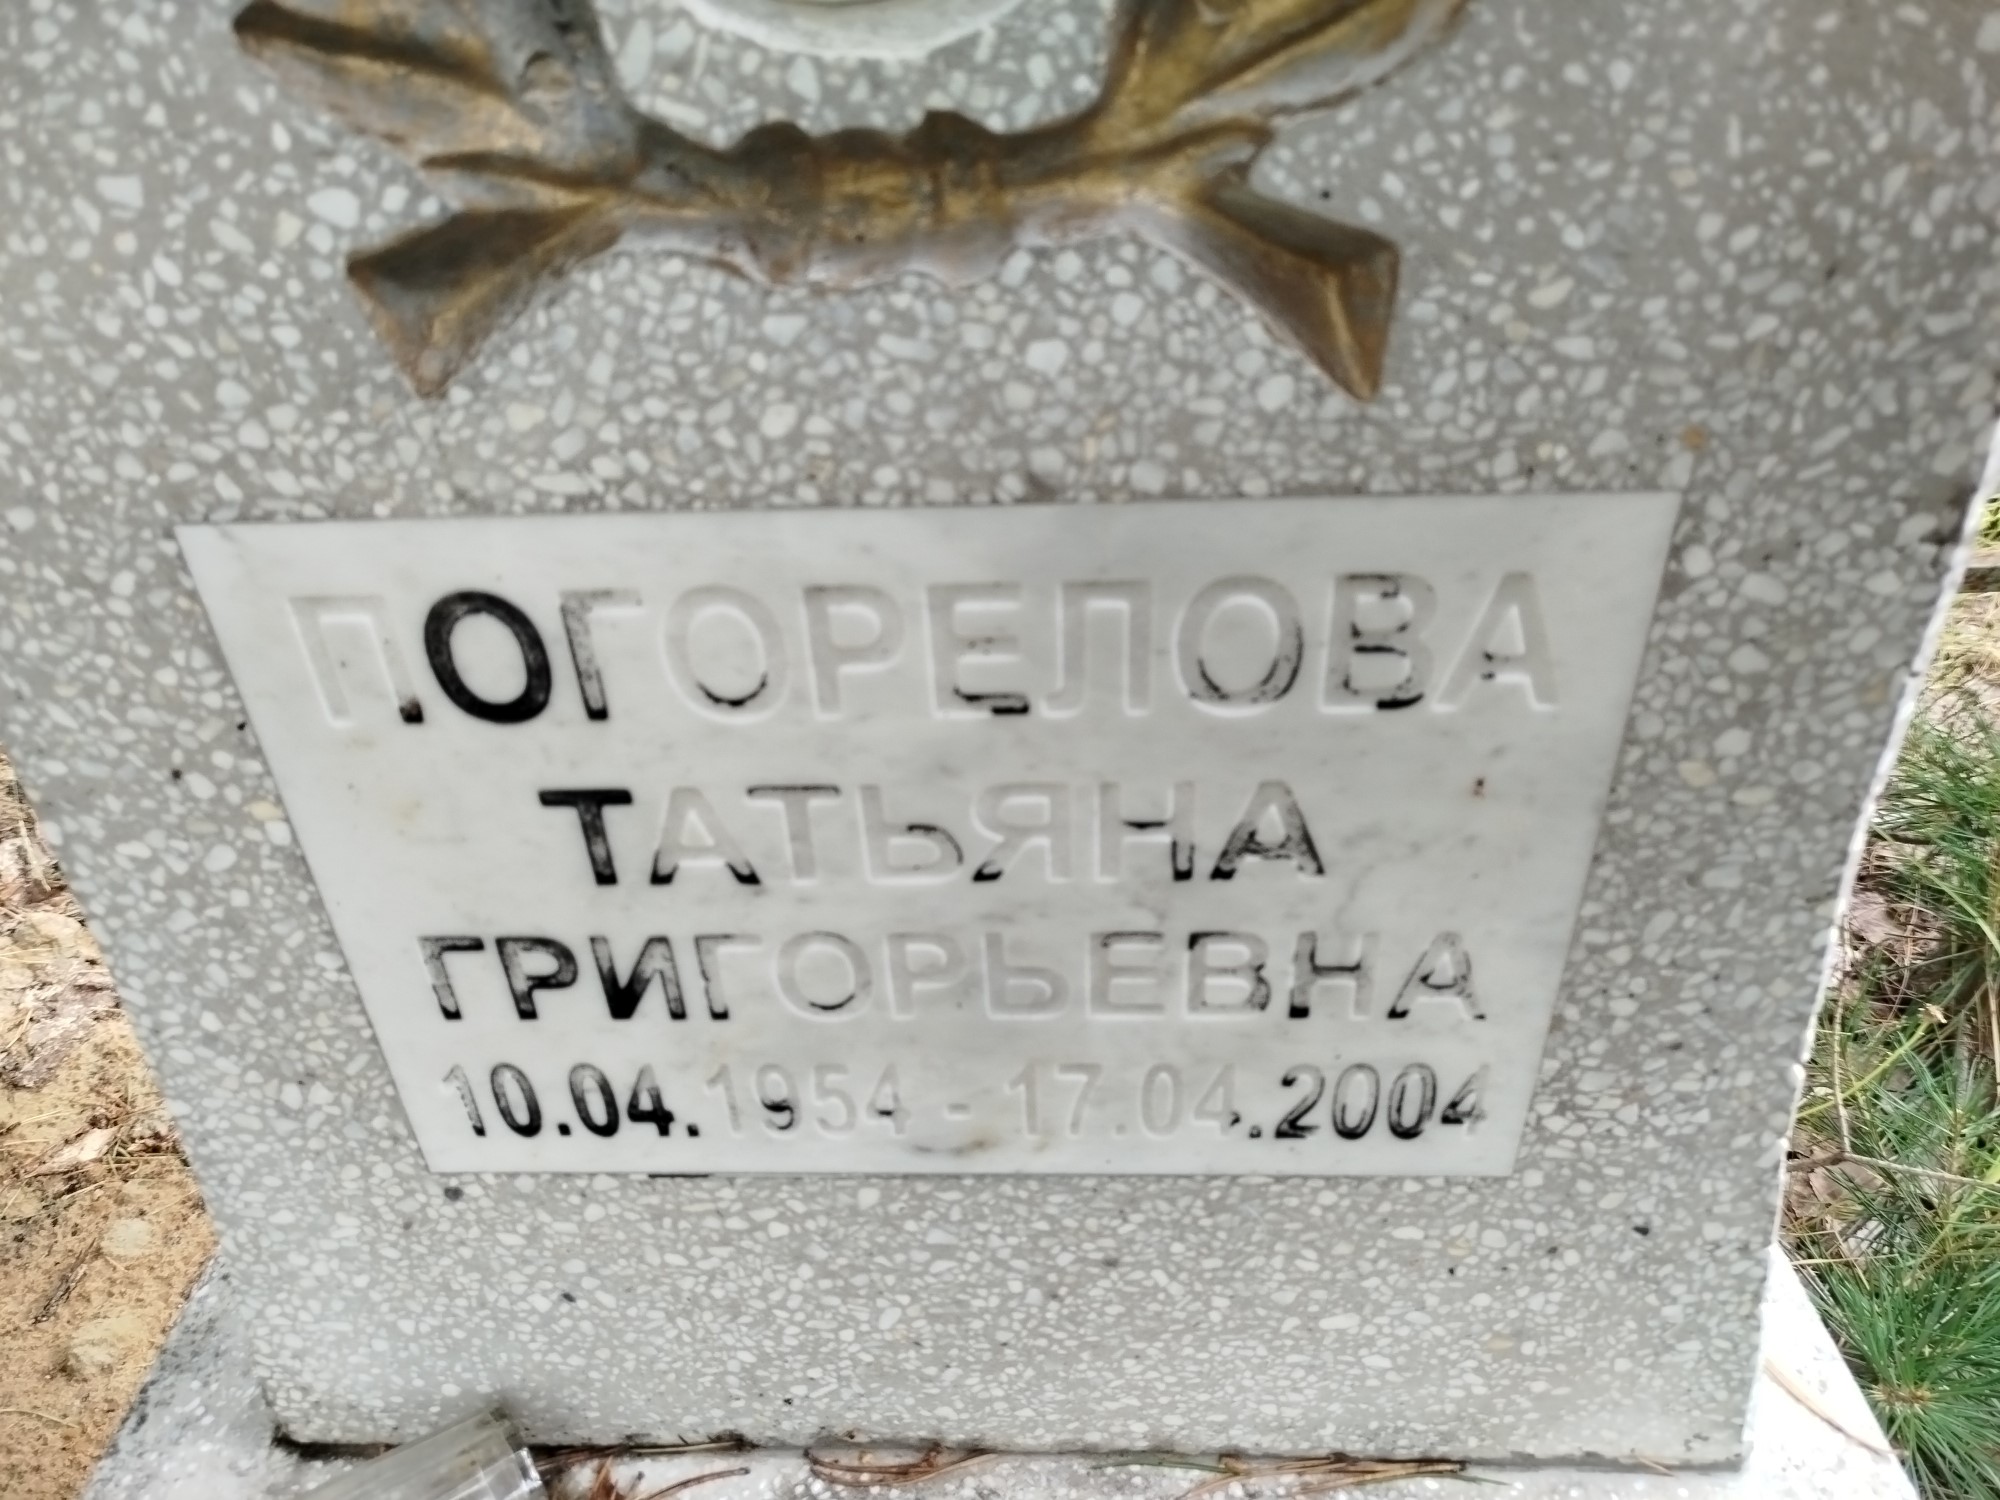 ПОГОРЕЛОВА
ТАТЬЯНА
ГРИГОРЬЕВНА
10.04.1954 - 17.04.2004